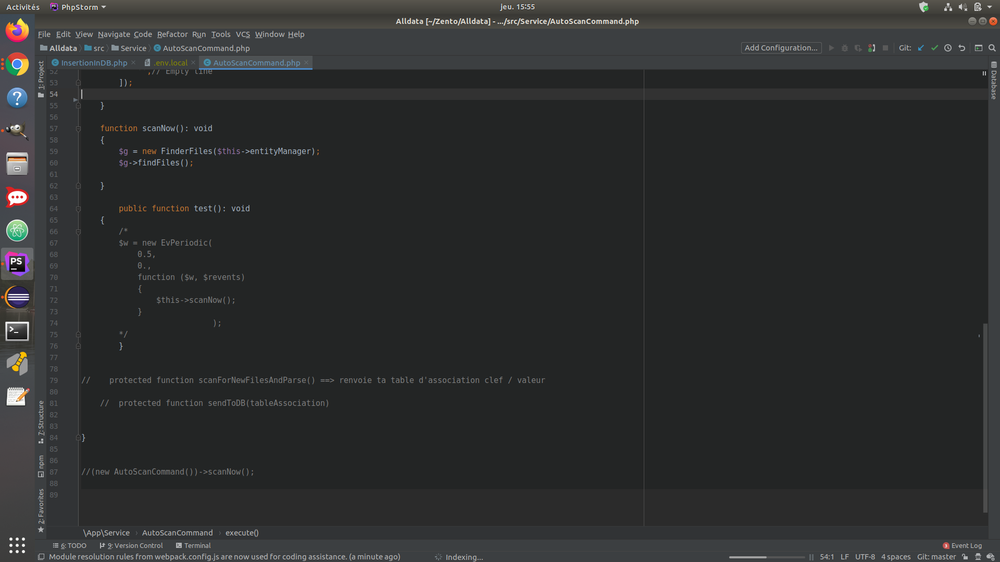 Activités PhpStorm jeu. 15:55
Alldata [~/Zento/Alldata] - .../src/Service/AutoScanCommand.php
File Edit View Navigate Code Refactor Run Tools VCS Window Help
Alldata src Service AutoScanCommand.php Add Configuration... Git:
InsertionInDB.php .env.local AutoScanCommand.php
1: Project
7: Structure
npm
2: Favorites
Database
52 ,// Empty line
53 ]);
54
55 }
56
57 function scanNow(): void
58 {
59 $g = new FinderFiles($this->entityManager);
60 $g->findFiles();
61
62 }
63
64 public function test(): void
65 {
66 /*
67 $w = new EvPeriodic(
68 0.5,
69 0.,
70 function ($w, $revents)
71 {
72 $this->scanNow();
73 }
74 );
75 */
76 }
77
78
79 // protected function scanForNewFilesAndParse() ==> renvoie ta table d'association clef / valeur
80
81 // protected function sendToDB(tableAssociation)
82
83
84 }
85
86
87 //(new AutoScanCommand())->scanNow();
88
89
\App\Service AutoScanCommand execute()
6: TODO 9: Version Control Terminal 3 Event Log
Module resolution rules from webpack.config.js are now used for coding assistance. (a minute ago) Indexing... 54:1 LF UTF-8 4 spaces Git: master